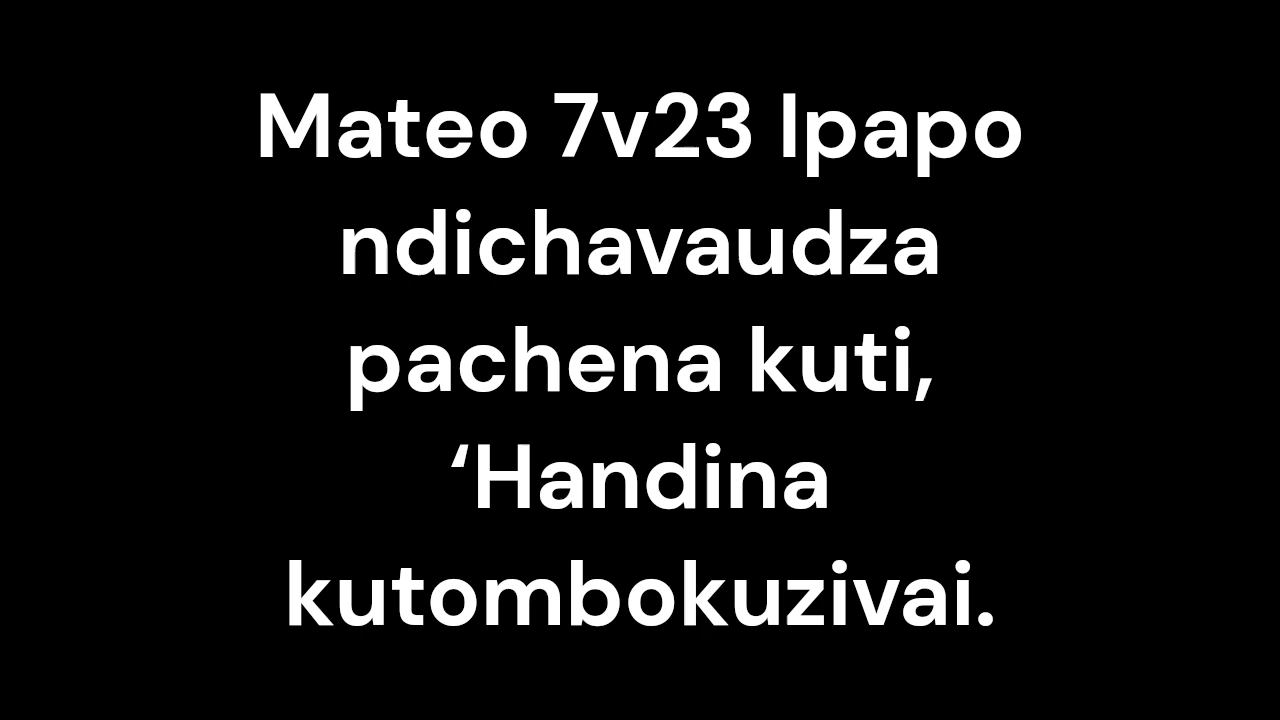 Mateo 7v23 Ipapo
ndichavaudza
pachena kuti,
‘Handina
kutombokuzivai.